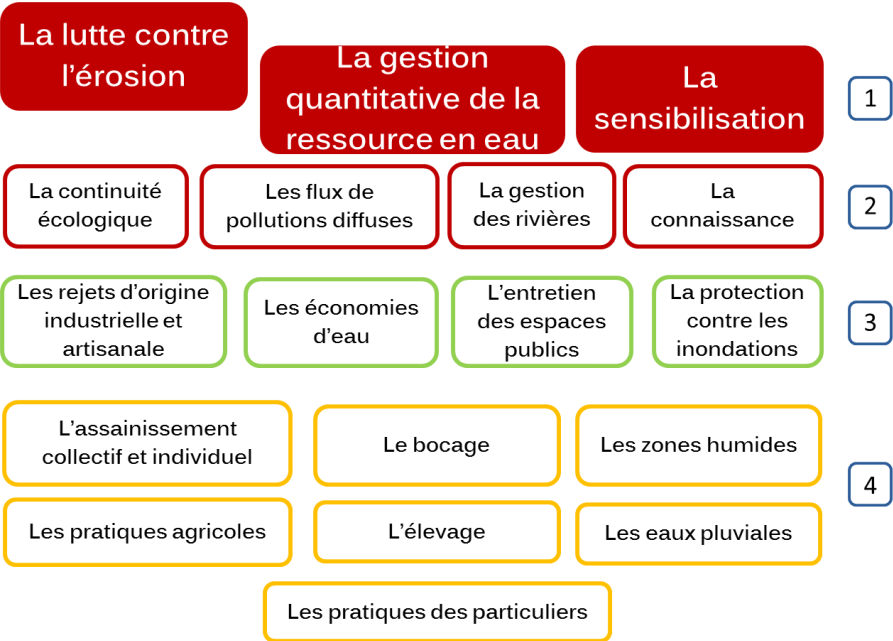 La lutte contre
l'érosion
La gestion
quantitative de la
ressource en eau
La
sensibilisation
1
La continuité
écologique
Les flux de
pollutions diffuses
La gestion
des rivières
La
connaissance
2
Les rejets d'origine
industrielle et
artisanale
Les économies
d'eau
L'entretien
des espaces
publics
La protection
contre les
inondations
3
L'assainissement
collectif et individuel
Le bocage
Les zones humides
4
Les pratiques agricoles
L'élevage
Les eaux pluviales
Les pratiques des particuliers